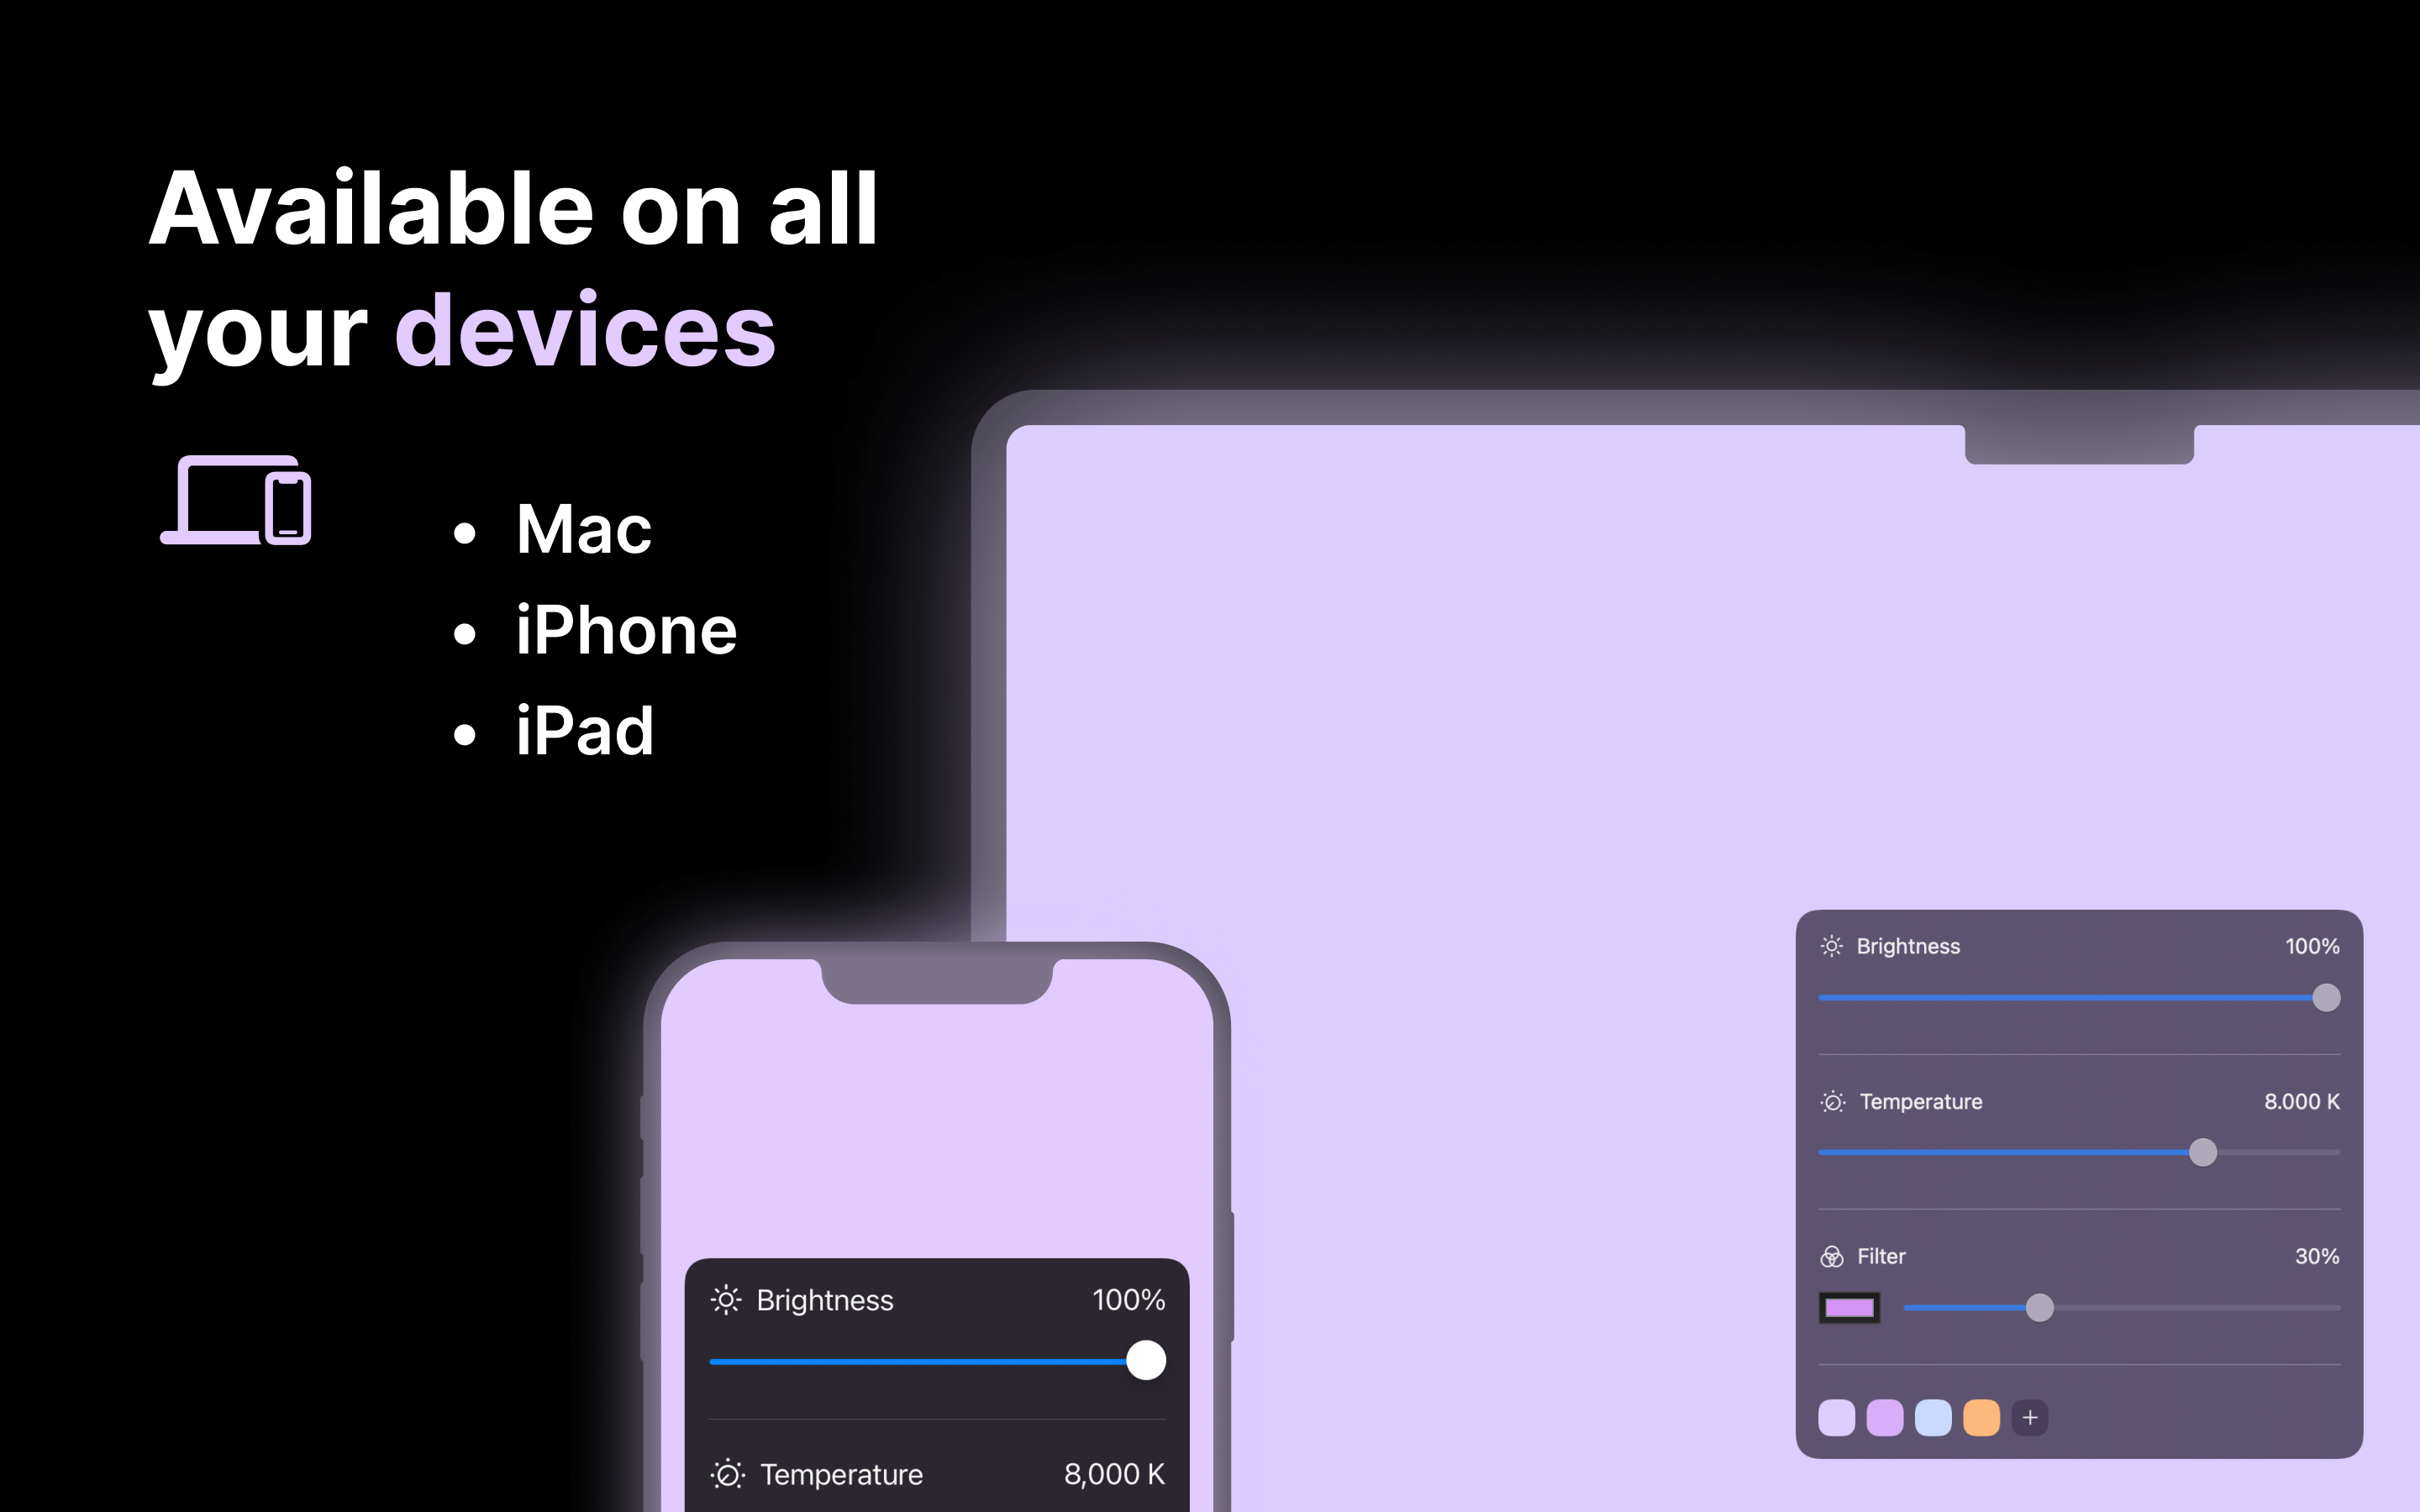 Available on all
your devices
• Mac
• iPhone
• iPad
Brightness 100%
Temperature 8.000 K
Filter 30%
Brightness 100%
Temperature 8,000 K